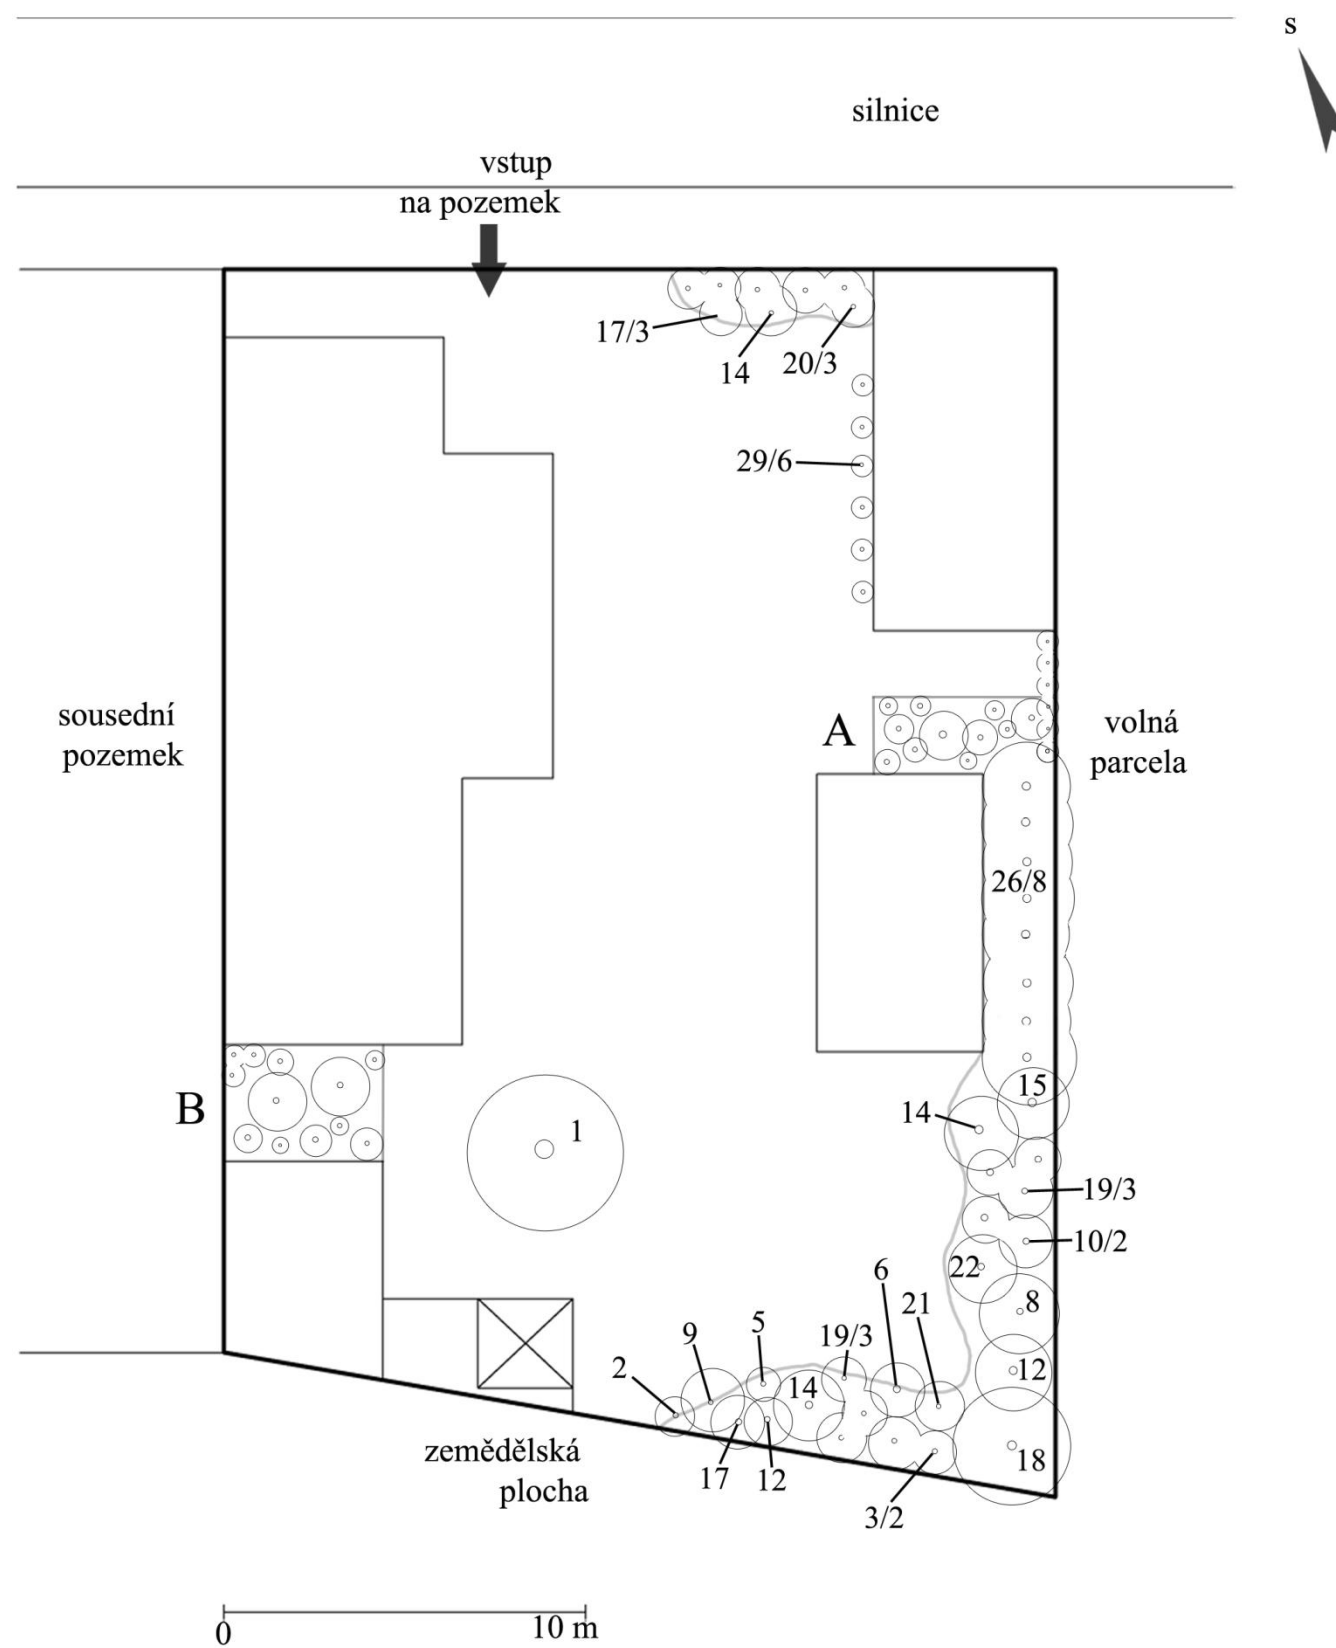 s
silnice
vstup
na pozemek
17/3
14
20/3
29/6
sousední
pozemek
A
volná
parcela
26/8
15
B
14
1
19/3
10/2
22
6
8
21
5
19/3
9
2
14
12
18
zemědělská
plocha
17
12
3/2
0
10 m